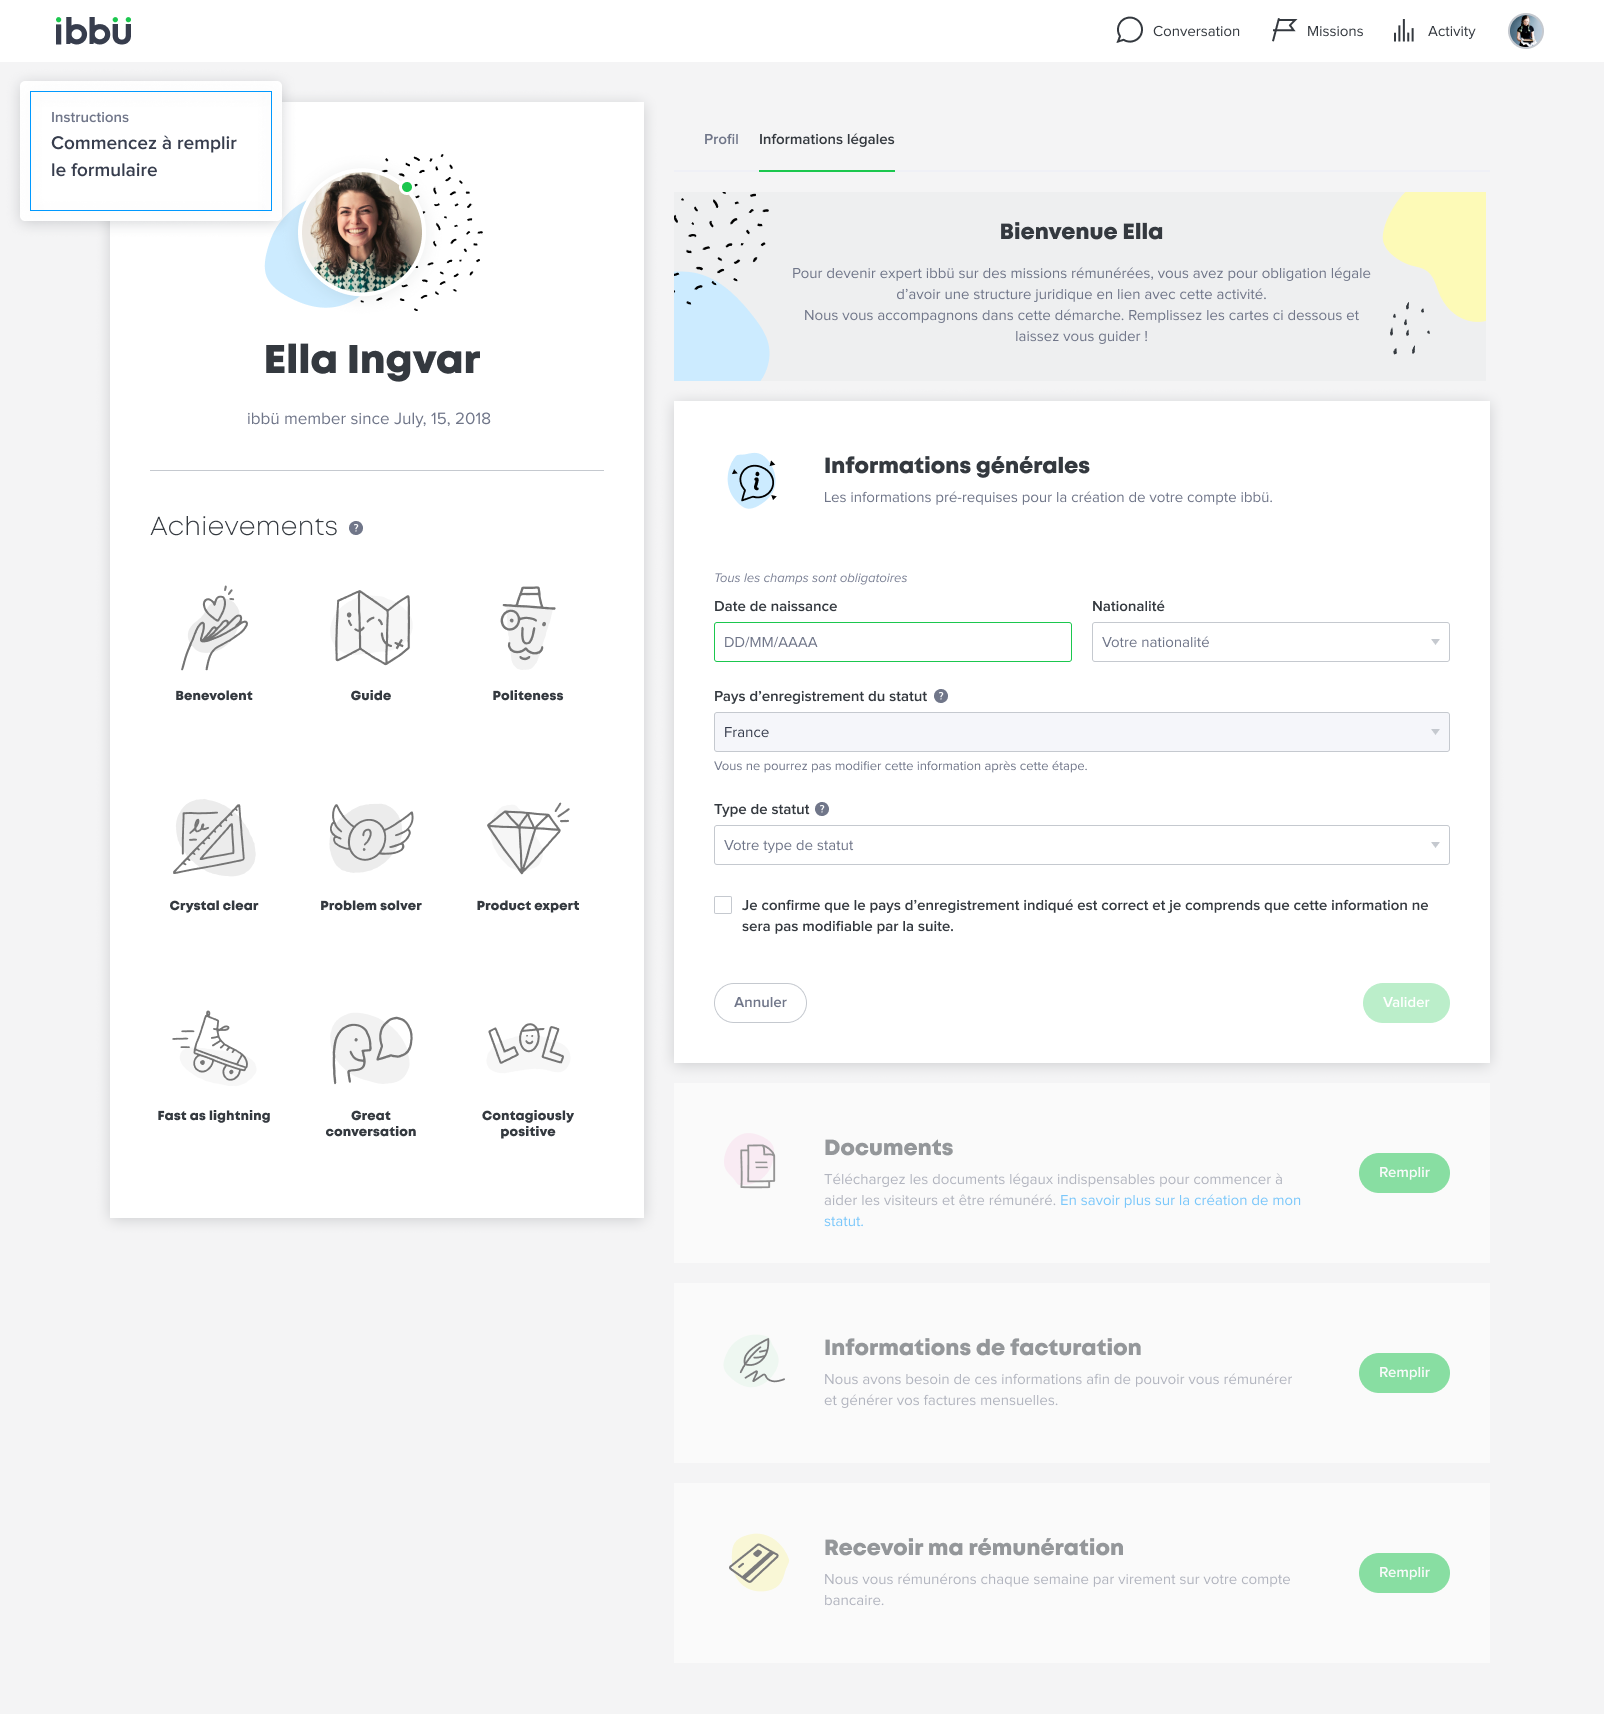 ibbü
Conversation
Missions
Activity
Instructions
Commencez à remplir
le formulaire
Ella Ingvar
ibbü member since July, 15, 2018
Achievements ?
Benevolent
Guide
Politeness
le
?
Crystal clear
Problem solver
Product expert
LOL
Fast as lightning
Great
conversation
Contagiously
positive
Profil
Informations légales
Bienvenue Ella
Pour devenir expert ibbü sur des missions rémunérées, vous avez pour obligation légale
d’avoir une structure juridique en lien avec cette activité.
Nous vous accompagnons dans cette démarche. Remplissez les cartes ci dessous et
laissez vous guider !
i
Informations générales
Les informations pré-requises pour la création de votre compte ibbü.
Tous les champs sont obligatoires
Date de naissance
DD/MM/AAAA
Nationalité
Votre nationalité
Pays d’enregistrement du statut ?
France
Vous ne pourrez pas modifier cette information après cette étape.
Type de statut ?
Votre type de statut
Je confirme que le pays d’enregistrement indiqué est correct et je comprends que cette information ne
sera pas modifiable par la suite.
Annuler
Valider
Documents
Téléchargez les documents légaux indispensables pour commencer à
aider les visiteurs et être rémunéré. En savoir plus sur la création de mon
statut.
Remplir
Informations de facturation
Nous avons besoin de ces informations afin de pouvoir vous rémunérer
et générer vos factures mensuelles.
Remplir
Recevoir ma rémunération
Nous vous rémunérons chaque semaine par virement sur votre compte
bancaire.
Remplir